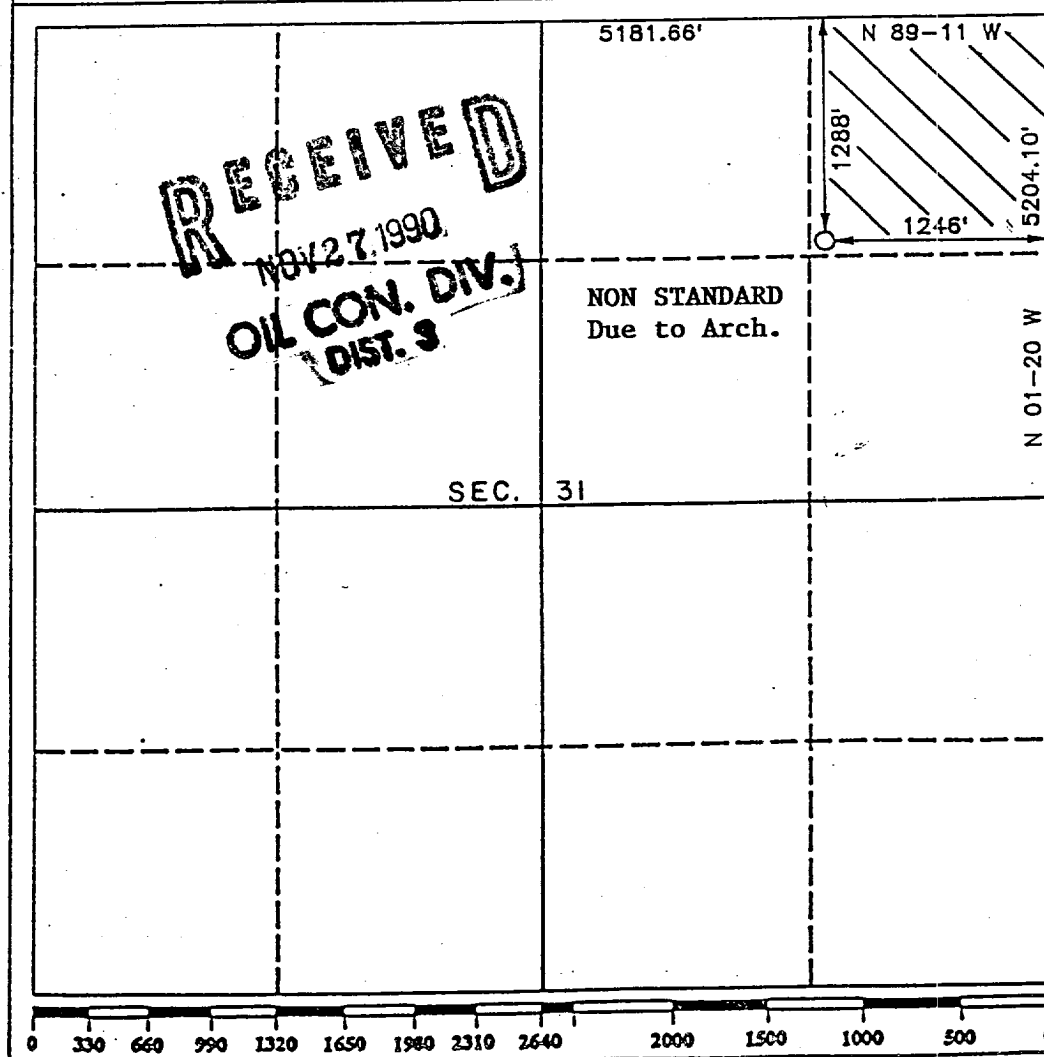 5181.66' N 89-11 W
1288'
5204.10'
1246'
RECEIVED
NOV 27 1990
OIL CON. DIV.
DIST. 3
NON STANDARD
Due to Arch.
N 01-20 W
SEC. 31
0 330 660 990 1320 1650 1980 2310 2640 2000 1500 1000 500